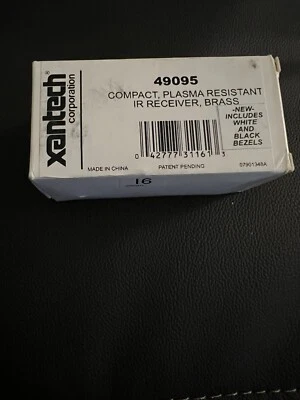 xantech®
corporation
49095
COMPACT, PLASMA RESISTANT
IR RECEIVER, BRASS
-NEW-
INCLUDES
WHITE
AND
BLACK
BEZELS
0 42777 31161 3
MADE IN CHINA
PATENT PENDING
07901348A
16